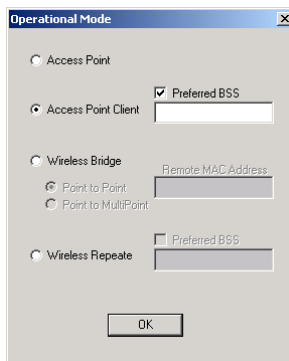 Operational Mode
Access Point
Preferred BSS
Access Point Client
Wireless Bridge
Remote MAC Address
Point to Point
Point to MultiPoint
Preferred BSS
Wireless Repeate
OK